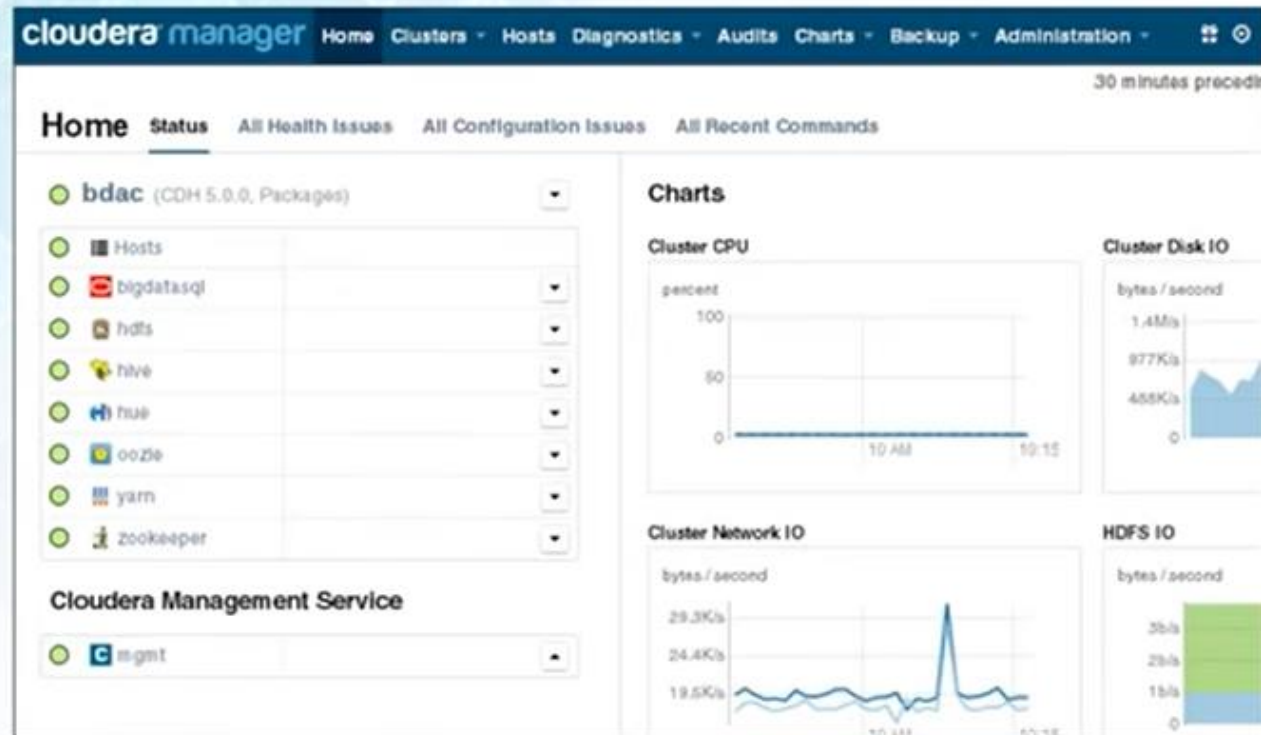 cloudera manager Home Clusters Hosts Diagnostics Audits Charts Backup Administration
30 minutes precedi
Home Status All Health Issues All Configuration Issues All Recent Commands
bdac (CDH 5.0.0, Packages)
Hosts
bigdatasql
hdfs
hive
hue
oozie
yarn
zookeeper
Cloudera Management Service
mgmt
Charts
Cluster CPU
percent
100
50
0
10 AM 10:15
Cluster Disk IO
bytes / second
1.4M/s
977K/s
488K/s
0
Cluster Network IO
bytes / second
29.3K/s
24.4K/s
19.5K/s
10 AM 10:15
HDFS IO
bytes / second
3b/s
2b/s
1b/s
0